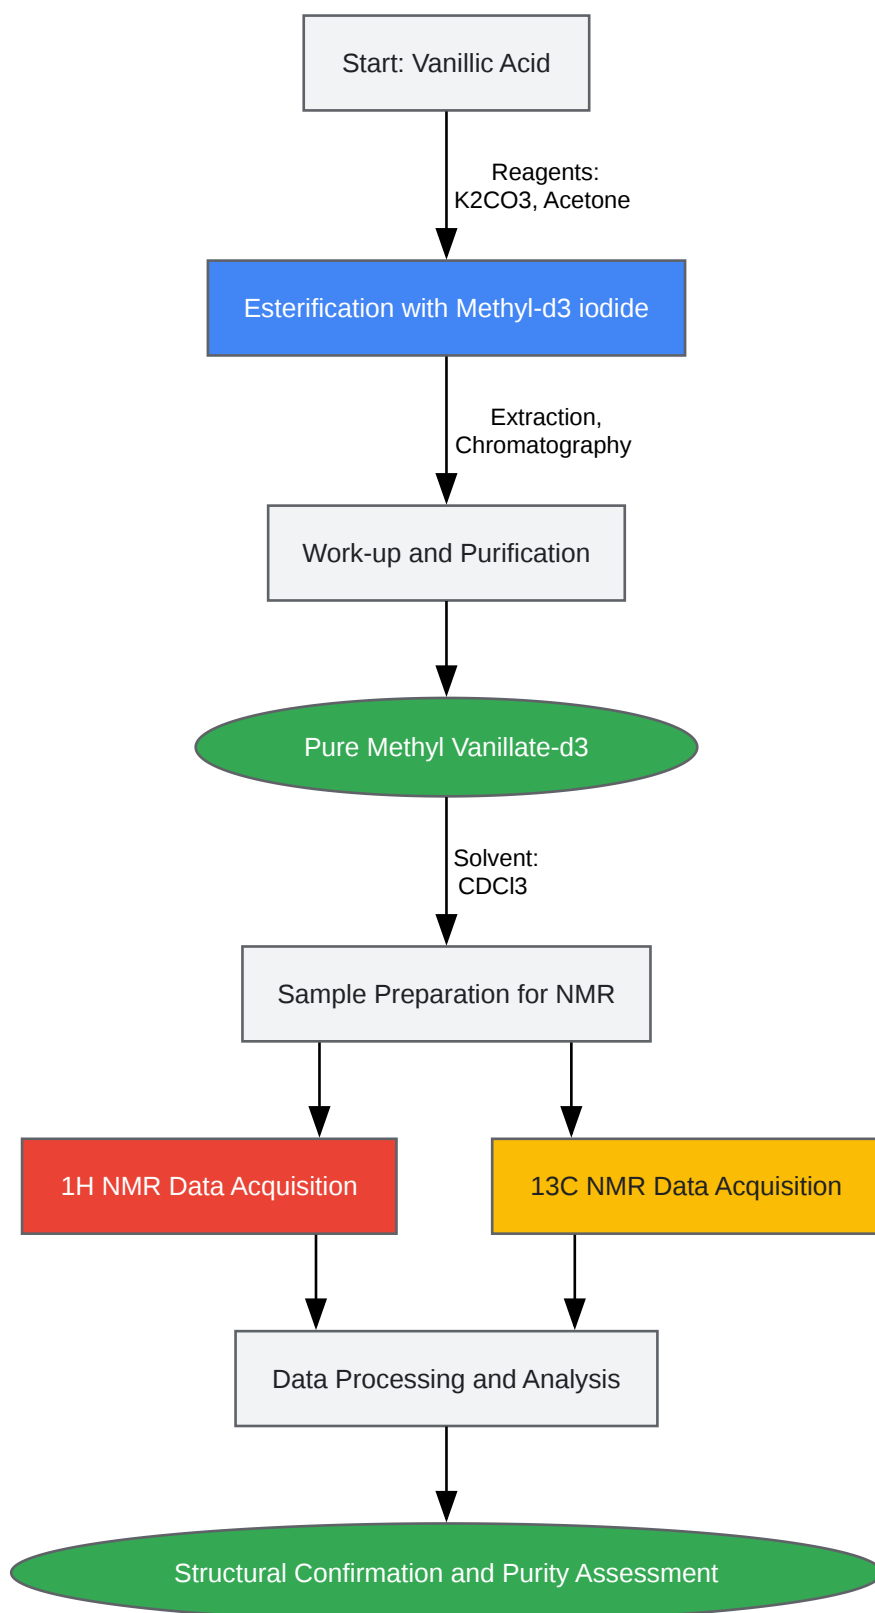 Start: Vanillic Acid
Reagents:
K2CO3, Acetone
Esterification with Methyl-d3 iodide
Extraction,
Chromatography
Work-up and Purification
Pure Methyl Vanillate-d3
Solvent:
CDCl3
Sample Preparation for NMR
1H NMR Data Acquisition
13C NMR Data Acquisition
Data Processing and Analysis
Structural Confirmation and Purity Assessment